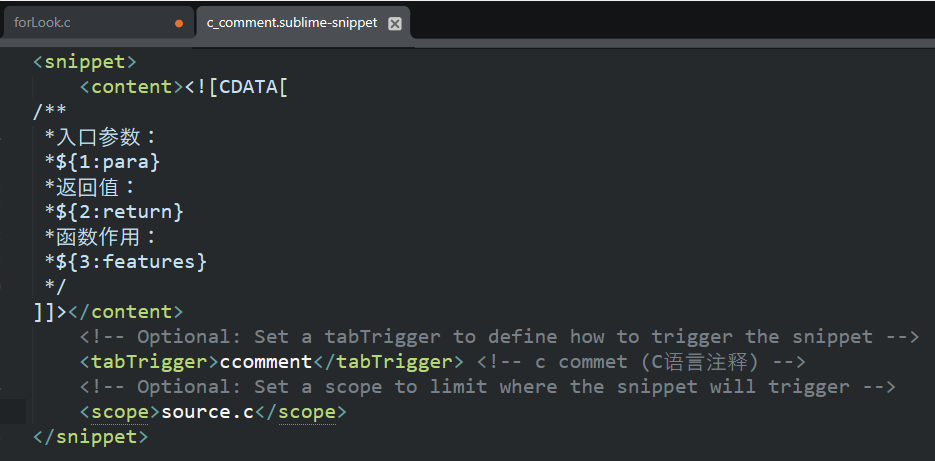 forLook.c
c_comment.sublime-snippet
<snippet>
    <content><![CDATA[
/**
 *入口参数：
 *${1:para}
 *返回值：
 *${2:return}
 *函数作用：
 *${3:features}
 */
]]></content>
    <!-- Optional: Set a tabTrigger to define how to trigger the snippet -->
    <tabTrigger>ccomment</tabTrigger> <!-- c commet (C语言注释) -->
    <!-- Optional: Set a scope to limit where the snippet will trigger -->
    <scope>source.c</scope>
</snippet>